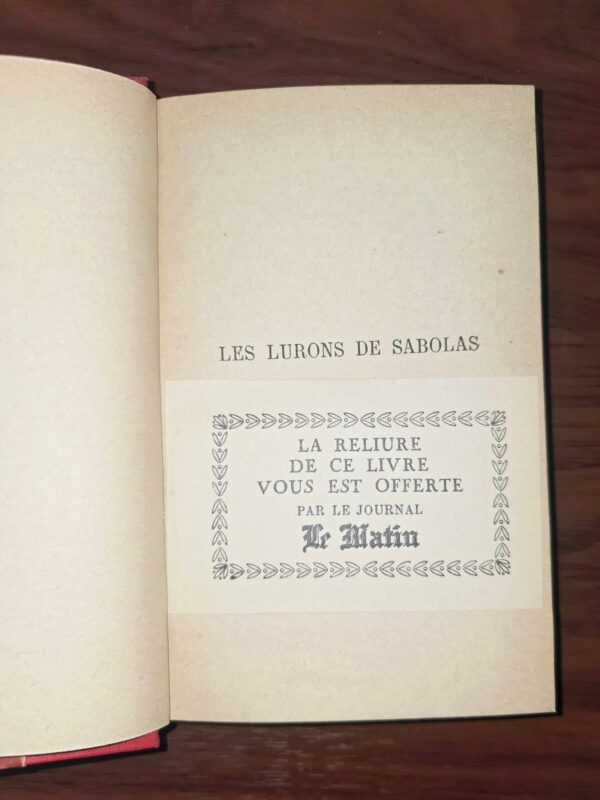 LES LURONS DE SABOLAS
LA RELIURE
DE CE LIVRE
VOUS EST OFFERTE
PAR LE JOURNAL
Le Matin